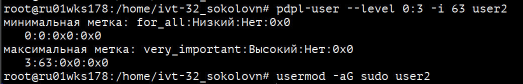 root@ru01wks178:/home/ivt-32_sokolovn# pdpl-user --level 0:3 -i 63 user2
минимальная метка: for_all:Низкий:Нет:0x0
0:0:0x0:0x0
максимальная метка: very_important:Высокий:Нет:0x0
3:63:0x0:0x0
root@ru01wks178:/home/ivt-32_sokolovn# usermod -aG sudo user2